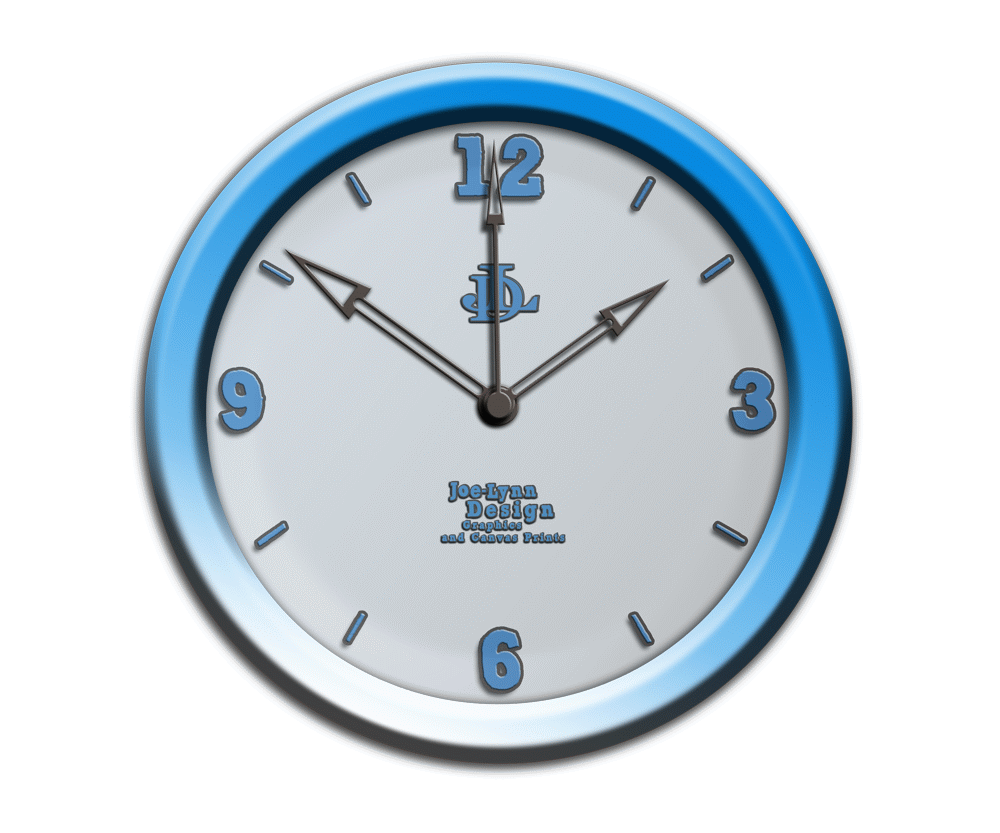 12
JDL
9
3
Joe-Lynn
Design
Graphics
and Canvas Prints
6